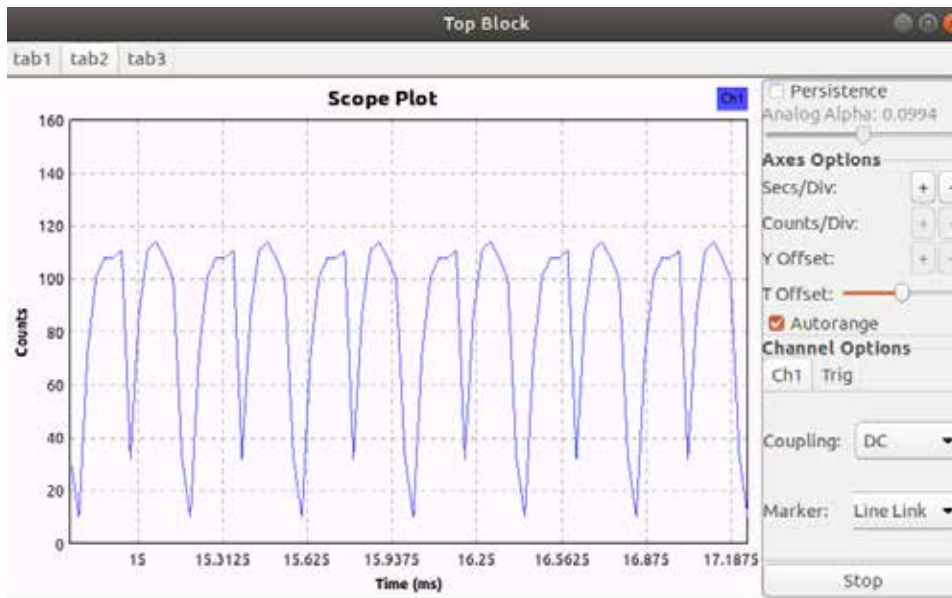 Top Block
tab1 tab2 tab3
Scope Plot
Ch1
160
140
120
100
80
60
40
20
0
Counts
15 15.3125 15.625 15.9375 16.25 16.5625 16.875 17.1875
Time (ms)
Persistence
Analog Alpha: 0.0994
Axes Options
Secs/Div: +
Counts/Div: +
Y Offset: +
T Offset:
Autorange
Channel Options
Ch1 Trig
Coupling: DC
Marker: Line Link
Stop